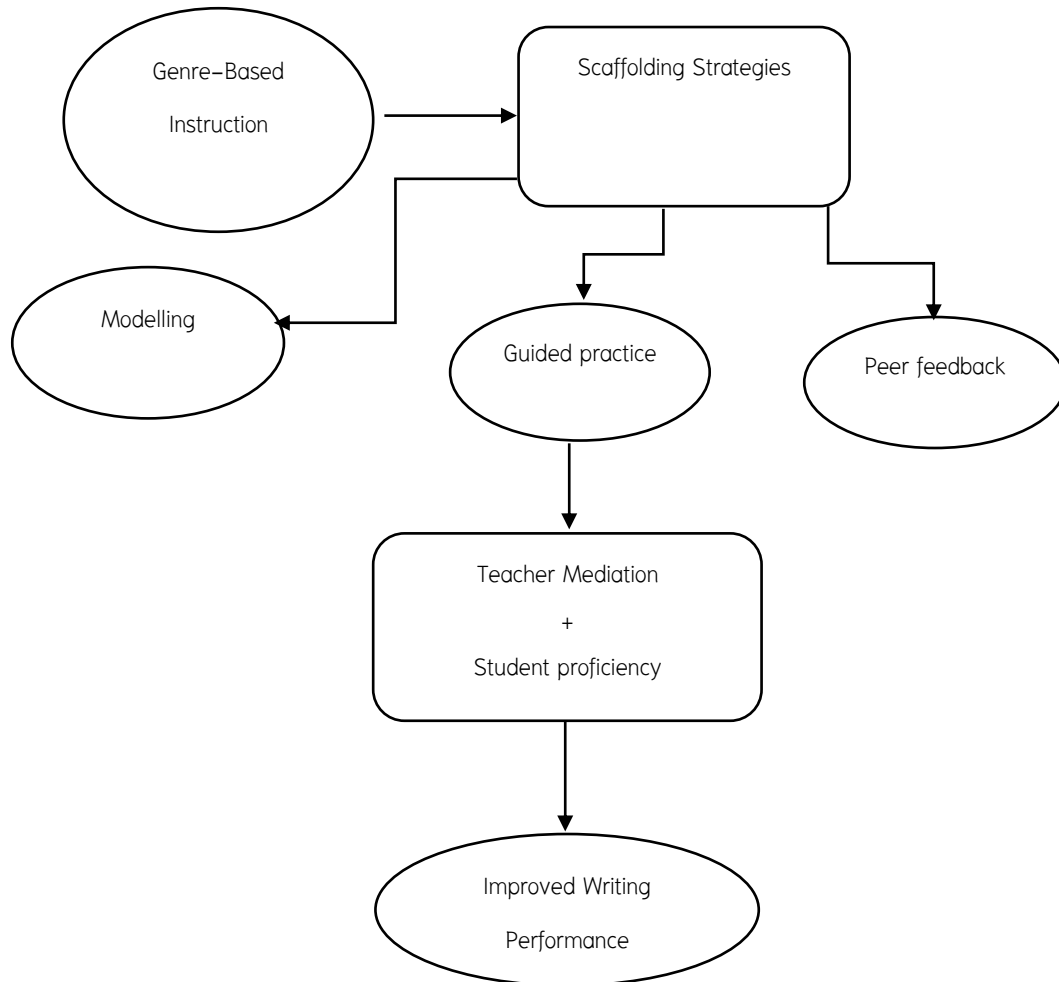 Genre-Based
Instruction
Scaffolding Strategies
Modelling
Guided practice
Peer feedback
Teacher Mediation
+
Student proficiency
Improved Writing
Performance